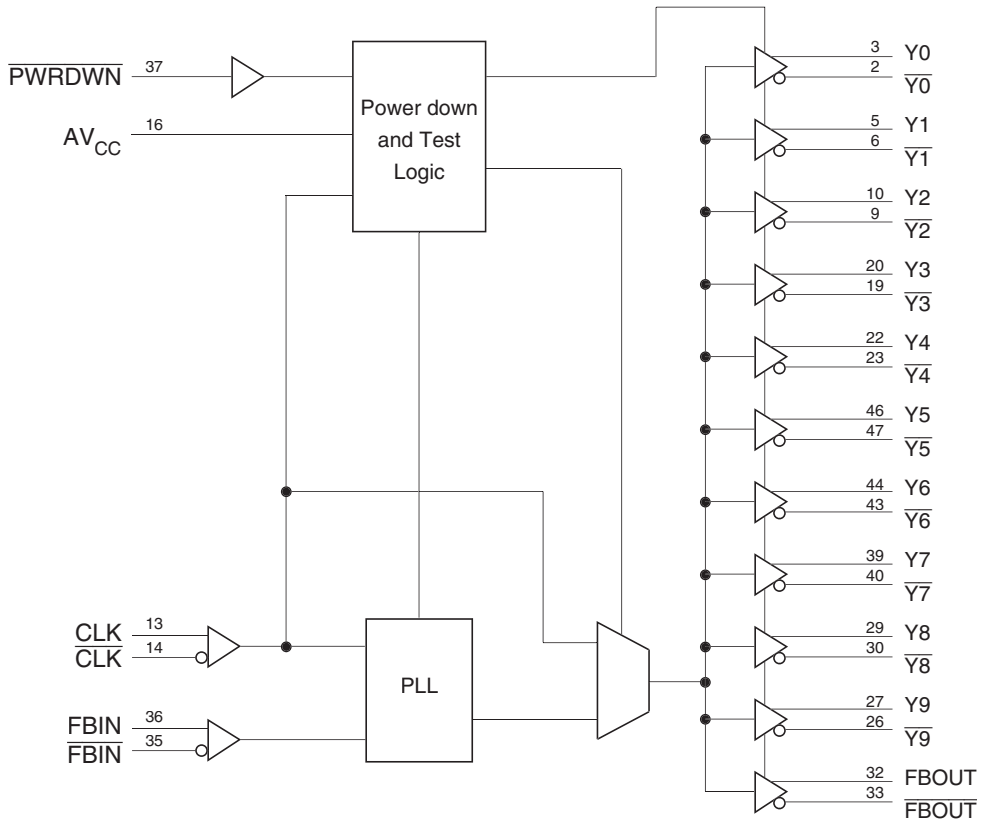 PWRDWN 37
AVCC 16
Power down
and Test
Logic
3 Y0
2 Y0
5 Y1
6 Y1
10 Y2
9 Y2
20 Y3
19 Y3
22 Y4
23 Y4
46 Y5
47 Y5
44 Y6
43 Y6
39 Y7
40 Y7
CLK 13
CLK 14
FBIN 36
FBIN 35
PLL
29 Y8
30 Y8
27 Y9
26 Y9
32 FBOUT
33 FBOUT